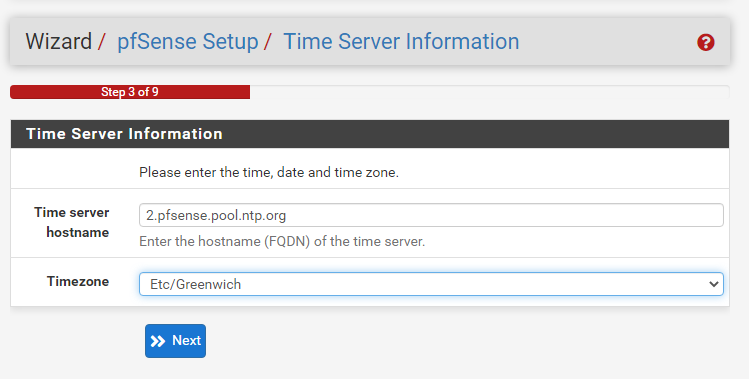 Wizard / pfSense Setup / Time Server Information
Step 3 of 9
Time Server Information
Please enter the time, date and time zone.
Time server
hostname
2.pfsense.pool.ntp.org
Enter the hostname (FQDN) of the time server.
Timezone
Etc/Greenwich
Next